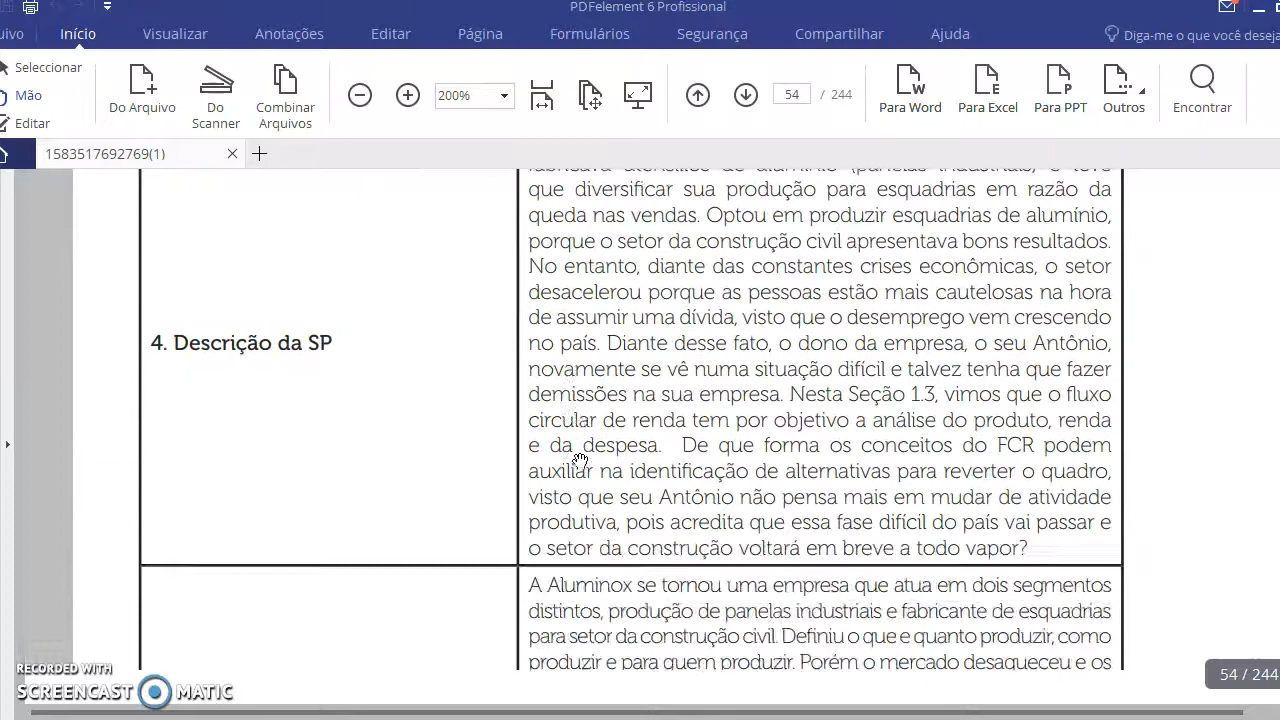 PDFelement 6 Profissional
uivo Início Visualizar Anotações Editar Página Formulários Segurança Compartilhar Ajuda Diga-me o que você deseja
Seleccionar
Mão
Editar
Do Arquivo
Do Scanner
Combinar Arquivos
200%
54 / 244
Para Word
Para Excel
Para PPT
Outros
Encontrar
1583517692769(1)
4. Descrição da SP
que diversificar sua produção para esquadrias em razão da
queda nas vendas. Optou em produzir esquadrias de alumínio,
porque o setor da construção civil apresentava bons resultados.
No entanto, diante das constantes crises econômicas, o setor
desacelerou porque as pessoas estão mais cautelosas na hora
de assumir uma dívida, visto que o desemprego vem crescendo
no país. Diante desse fato, o dono da empresa, o seu Antônio,
novamente se vê numa situação difícil e talvez tenha que fazer
demissões na sua empresa. Nesta Seção 1.3, vimos que o fluxo
circular de renda tem por objetivo a análise do produto, renda
e da despesa. De que forma os conceitos do FCR podem
auxiliar na identificação de alternativas para reverter o quadro,
visto que seu Antônio não pensa mais em mudar de atividade
produtiva, pois acredita que essa fase difícil do país vai passar e
o setor da construção voltará em breve a todo vapor?
A Aluminox se tornou uma empresa que atua em dois segmentos
distintos, produção de panelas industriais e fabricante de esquadrias
para setor da construção civil. Definiu o que e quanto produzir, como
produzir e para quem produzir. Porém o mercado desaqueceu e os
54 / 244
RECORDED WITH
SCREENCAST MATIC